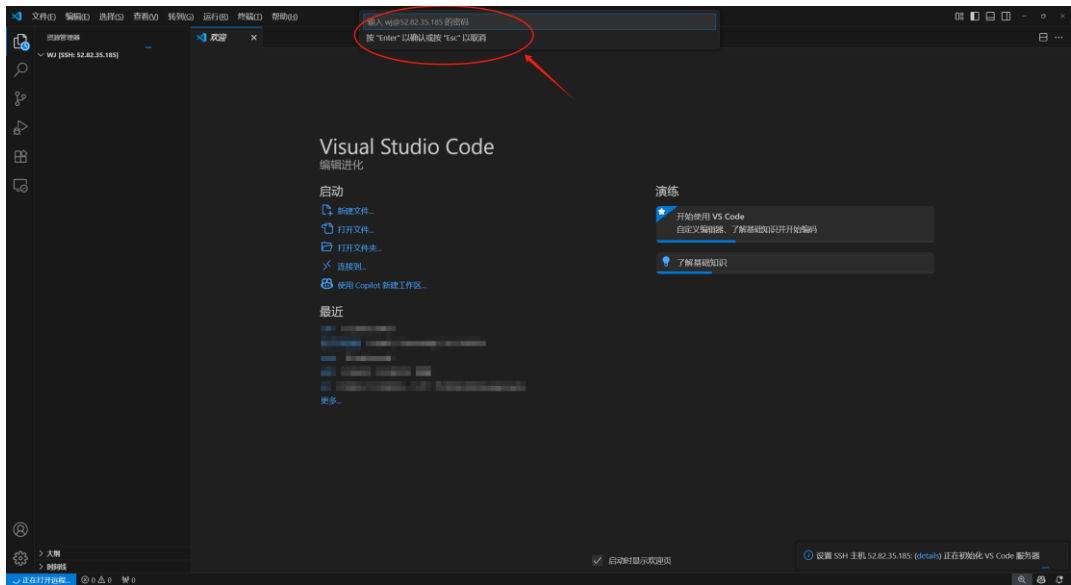 文件(F) 编辑(E) 选择(S) 查看(V) 转到(G) 运行(R) 终端(T) 帮助(H)
输入 wj@52.82.35.185 的密码
按 "Enter" 以确认或按 "Esc" 以取消
资源管理器
欢迎
WJ [SSH: 52.82.35.185]
Visual Studio Code
编辑进化
启动
新建文件...
打开文件...
打开文件夹...
连接到...
使用 Copilot 新建工作区...
最近
更多...
演练
开始使用 VS Code
自定义编辑器、了解基础知识并开始编码
了解基础知识
大纲
时间线
启动时显示欢迎页
设置 SSH 主机 52.82.35.185: (details) 正在初始化 VS Code 服务器
正在打开远程... 0 0 0